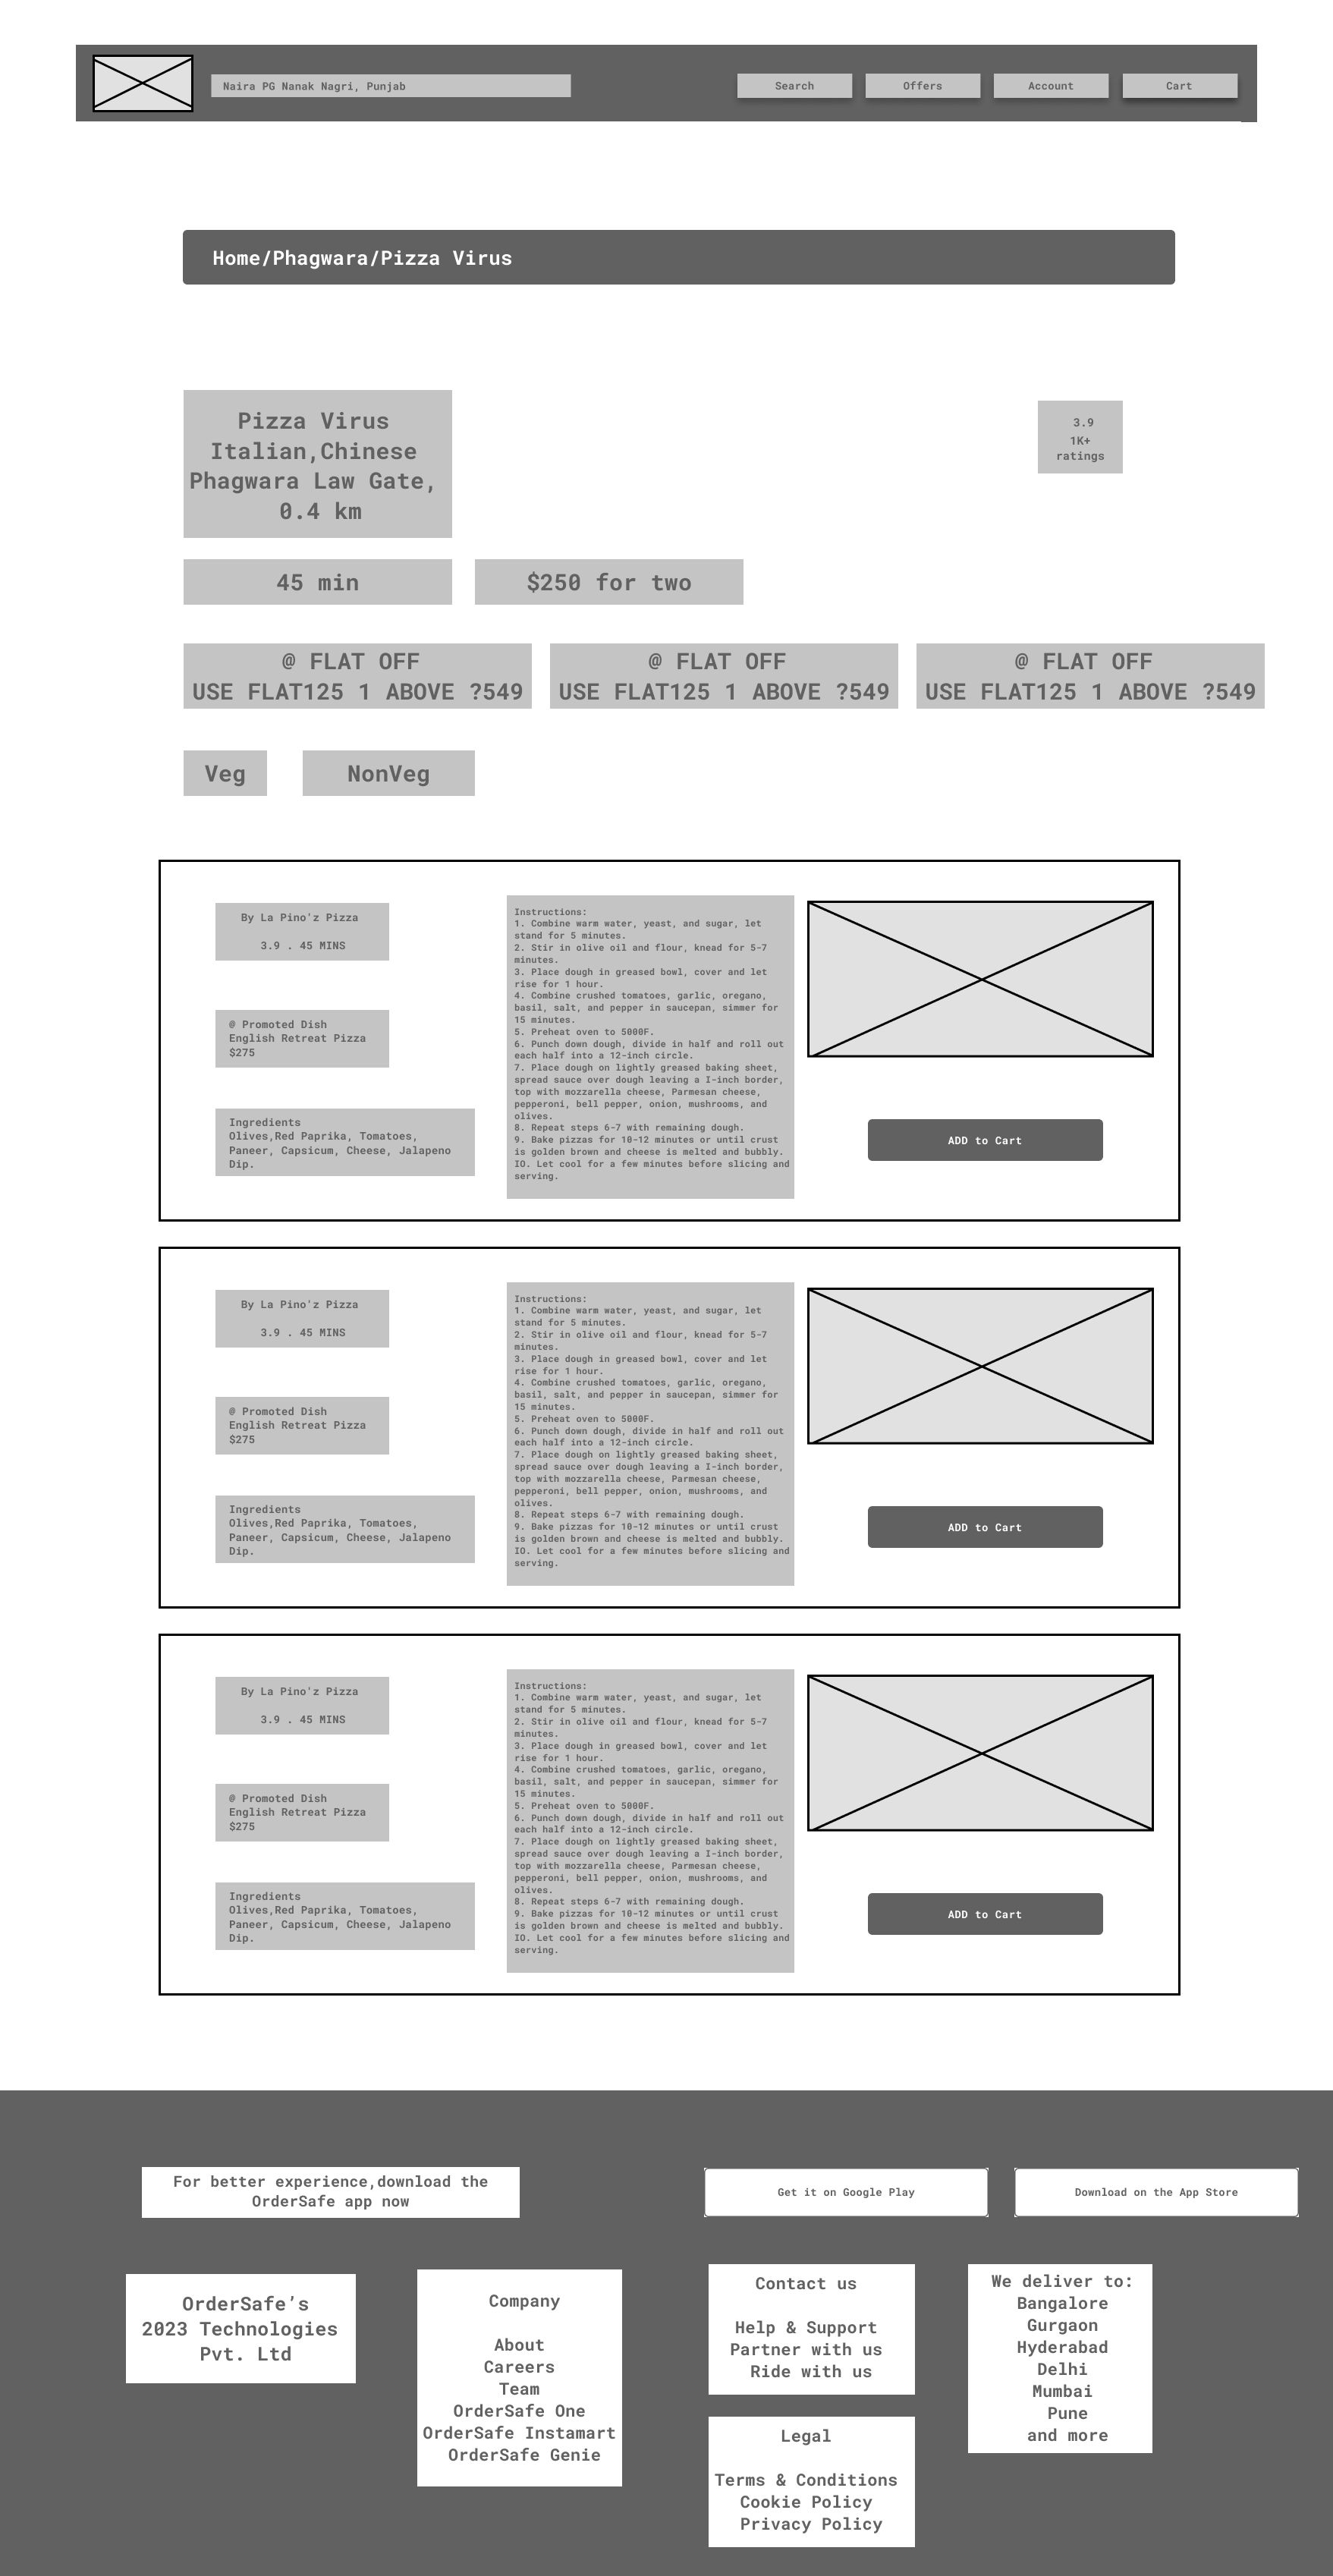 Naira PG Nanak Nagri, Punjab
Search
Offers
Account
Cart
Home/Phagwara/Pizza Virus
Pizza Virus
Italian,Chinese
Phagwara Law Gate,
0.4 km
3.9
1K+
ratings
45 min
$250 for two
@ FLAT OFF
USE FLAT125 1 ABOVE ?549
@ FLAT OFF
USE FLAT125 1 ABOVE ?549
@ FLAT OFF
USE FLAT125 1 ABOVE ?549
Veg
NonVeg
By La Pino'z Pizza
3.9 . 45 MINS
@ Promoted Dish
English Retreat Pizza
$275
Ingredients
Olives,Red Paprika, Tomatoes,
Paneer, Capsicum, Cheese, Jalapeno
Dip.
Instructions:
1. Combine warm water, yeast, and sugar, let
stand for 5 minutes.
2. Stir in olive oil and flour, knead for 5-7
minutes.
3. Place dough in greased bowl, cover and let
rise for 1 hour.
4. Combine crushed tomatoes, garlic, oregano,
basil, salt, and pepper in saucepan, simmer for
15 minutes.
5. Preheat oven to 5000F.
6. Punch down dough, divide in half and roll out
each half into a 12-inch circle.
7. Place dough on lightly greased baking sheet,
spread sauce over dough leaving a I-inch border,
top with mozzarella cheese, Parmesan cheese,
pepperoni, bell pepper, onion, mushrooms, and
olives.
8. Repeat steps 6-7 with remaining dough.
9. Bake pizzas for 10-12 minutes or until crust
is golden brown and cheese is melted and bubbly.
IO. Let cool for a few minutes before slicing and
serving.
ADD to Cart
By La Pino'z Pizza
3.9 . 45 MINS
@ Promoted Dish
English Retreat Pizza
$275
Ingredients
Olives,Red Paprika, Tomatoes,
Paneer, Capsicum, Cheese, Jalapeno
Dip.
Instructions:
1. Combine warm water, yeast, and sugar, let
stand for 5 minutes.
2. Stir in olive oil and flour, knead for 5-7
minutes.
3. Place dough in greased bowl, cover and let
rise for 1 hour.
4. Combine crushed tomatoes, garlic, oregano,
basil, salt, and pepper in saucepan, simmer for
15 minutes.
5. Preheat oven to 5000F.
6. Punch down dough, divide in half and roll out
each half into a 12-inch circle.
7. Place dough on lightly greased baking sheet,
spread sauce over dough leaving a I-inch border,
top with mozzarella cheese, Parmesan cheese,
pepperoni, bell pepper, onion, mushrooms, and
olives.
8. Repeat steps 6-7 with remaining dough.
9. Bake pizzas for 10-12 minutes or until crust
is golden brown and cheese is melted and bubbly.
IO. Let cool for a few minutes before slicing and
serving.
ADD to Cart
By La Pino'z Pizza
3.9 . 45 MINS
@ Promoted Dish
English Retreat Pizza
$275
Ingredients
Olives,Red Paprika, Tomatoes,
Paneer, Capsicum, Cheese, Jalapeno
Dip.
Instructions:
1. Combine warm water, yeast, and sugar, let
stand for 5 minutes.
2. Stir in olive oil and flour, knead for 5-7
minutes.
3. Place dough in greased bowl, cover and let
rise for 1 hour.
4. Combine crushed tomatoes, garlic, oregano,
basil, salt, and pepper in saucepan, simmer for
15 minutes.
5. Preheat oven to 5000F.
6. Punch down dough, divide in half and roll out
each half into a 12-inch circle.
7. Place dough on lightly greased baking sheet,
spread sauce over dough leaving a I-inch border,
top with mozzarella cheese, Parmesan cheese,
pepperoni, bell pepper, onion, mushrooms, and
olives.
8. Repeat steps 6-7 with remaining dough.
9. Bake pizzas for 10-12 minutes or until crust
is golden brown and cheese is melted and bubbly.
IO. Let cool for a few minutes before slicing and
serving.
ADD to Cart
For better experience,download the
OrderSafe app now
Get it on Google Play
Download on the App Store
OrderSafe’s
2023 Technologies
Pvt. Ltd
Company
About
Careers
Team
OrderSafe One
OrderSafe Instamart
OrderSafe Genie
Contact us
Help & Support
Partner with us
Ride with us
Legal
Terms & Conditions
Cookie Policy
Privacy Policy
We deliver to:
Bangalore
Gurgaon
Hyderabad
Delhi
Mumbai
Pune
and more